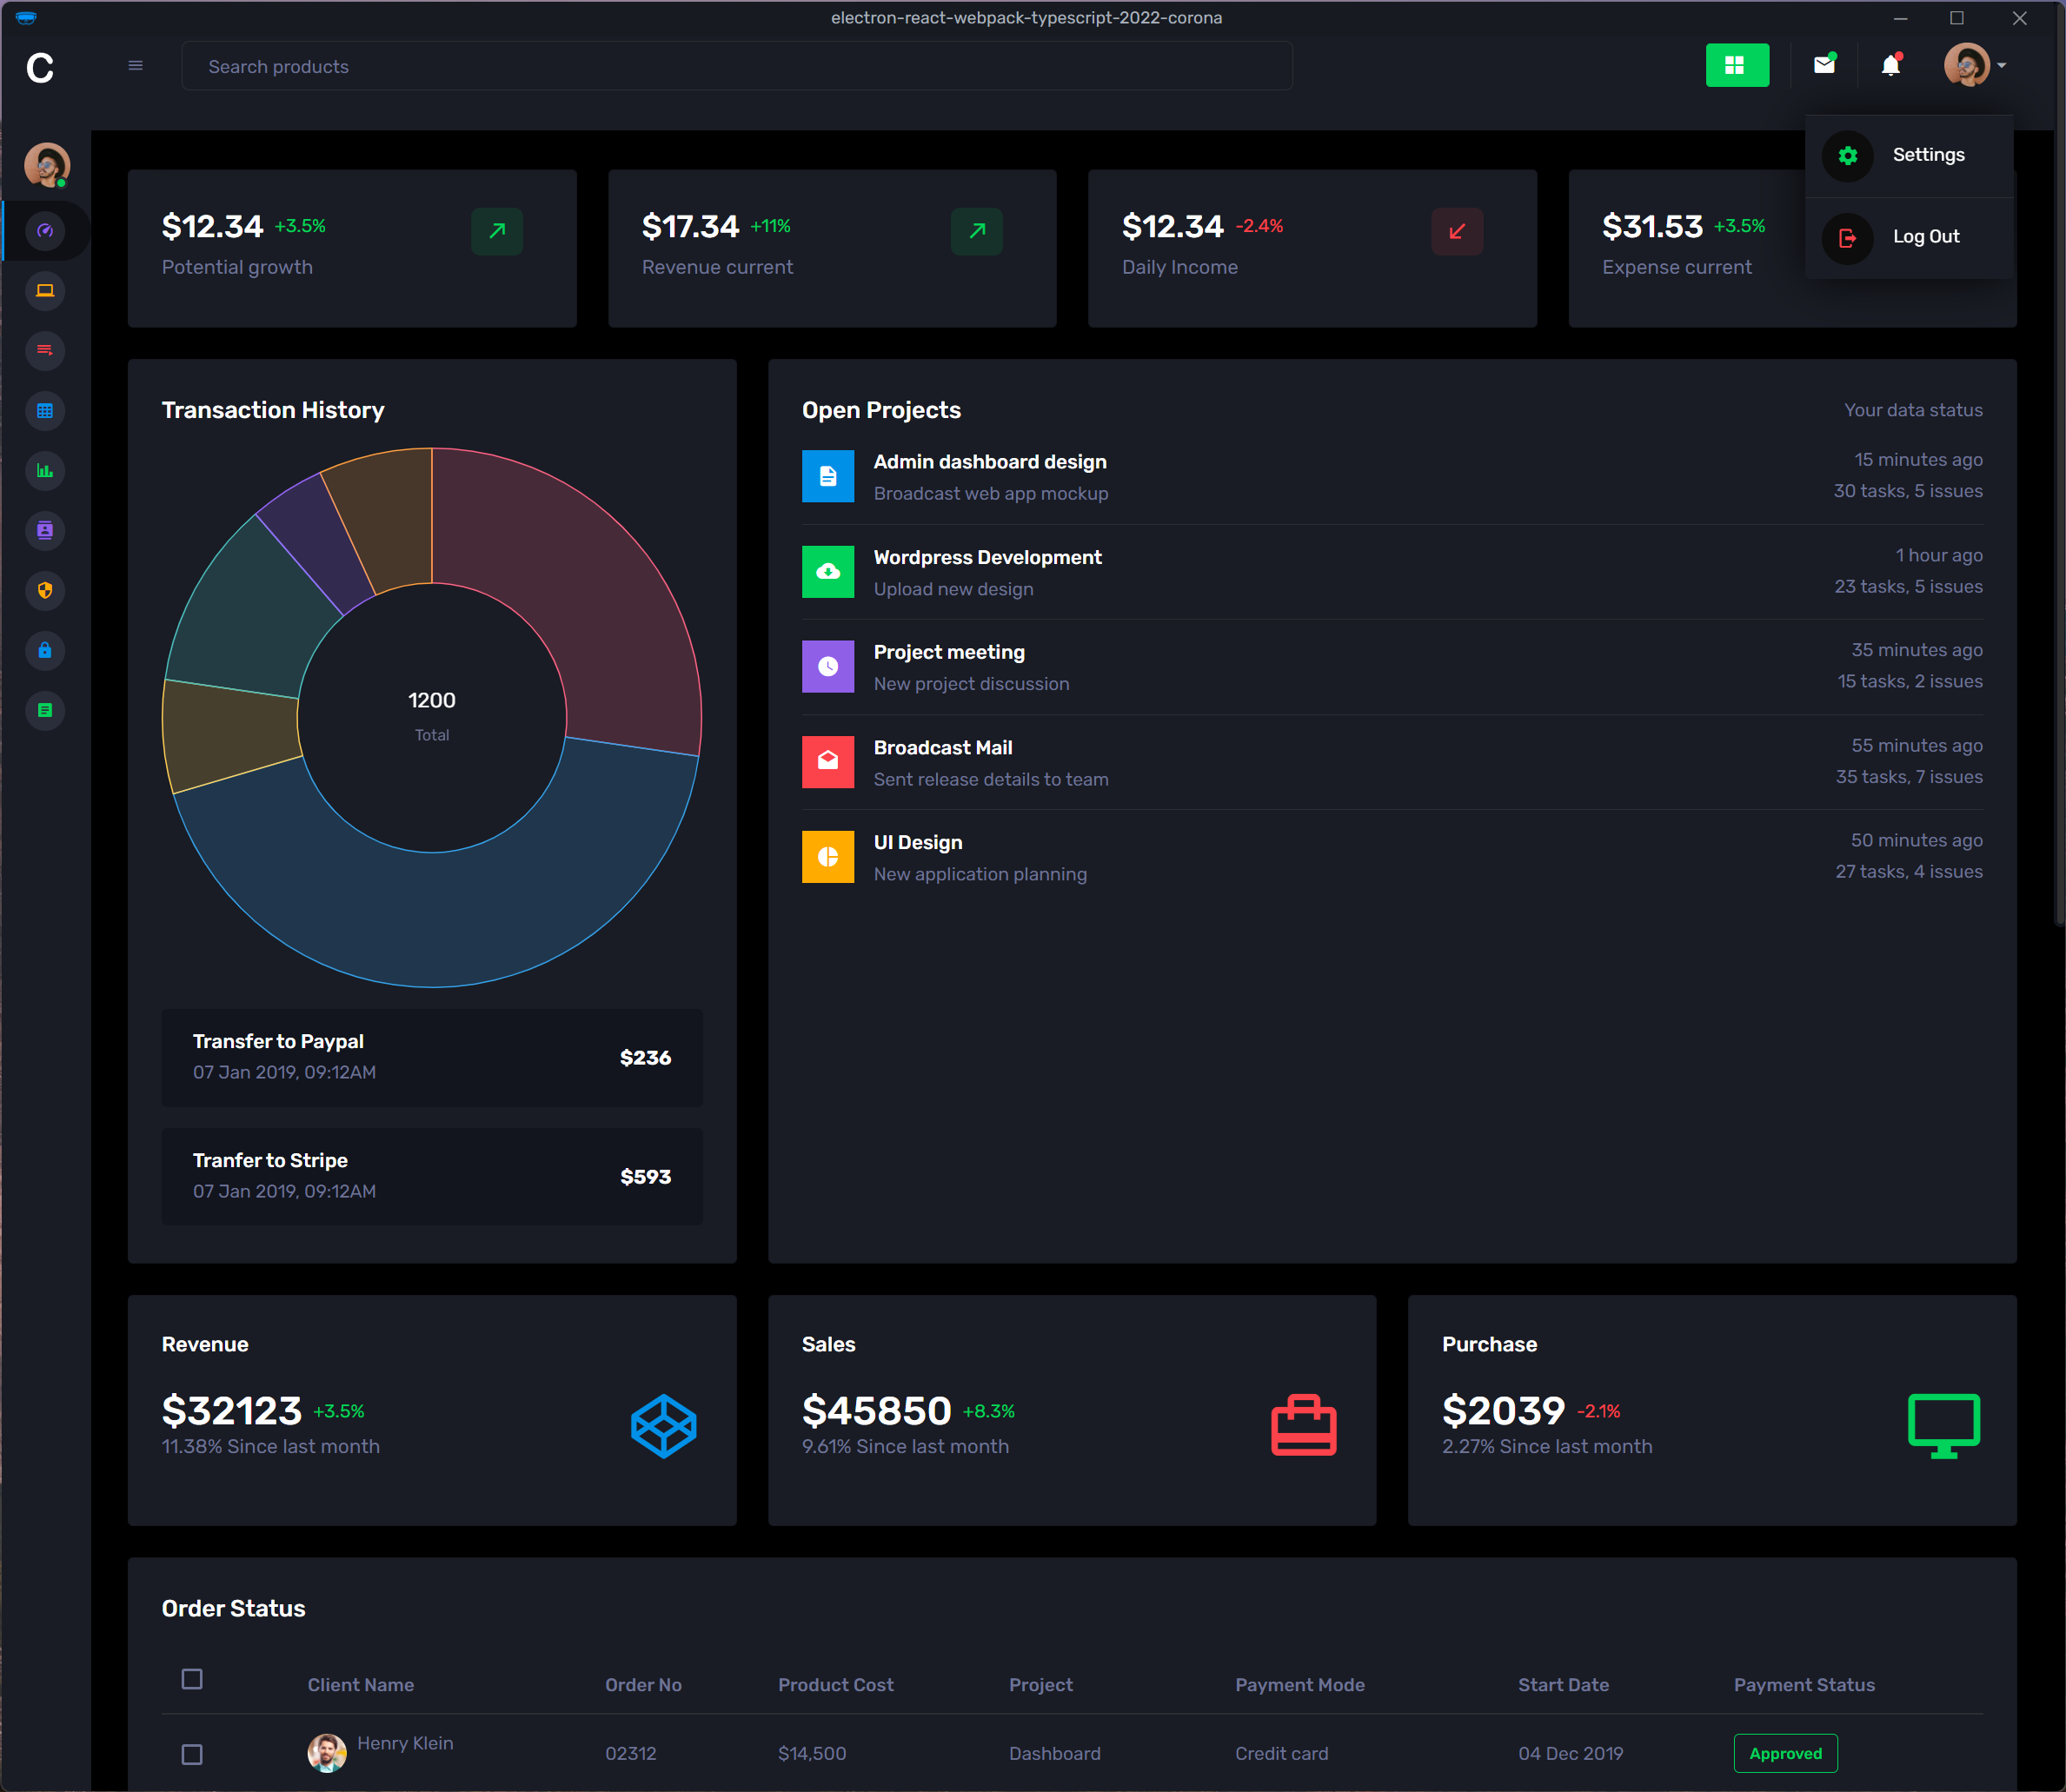 electron-react-webpack-typescript-2022-corona
C
Search products
Settings
Log Out
$12.34 +3.5%
Potential growth
$17.34 +11%
Revenue current
$12.34 -2.4%
Daily Income
$31.53 +3.5%
Expense current
Transaction History
1200
Total
Transfer to Paypal
07 Jan 2019, 09:12AM
$236
Tranfer to Stripe
07 Jan 2019, 09:12AM
$593
Open Projects
Your data status
Admin dashboard design
Broadcast web app mockup
15 minutes ago
30 tasks, 5 issues
Wordpress Development
Upload new design
1 hour ago
23 tasks, 5 issues
Project meeting
New project discussion
35 minutes ago
15 tasks, 2 issues
Broadcast Mail
Sent release details to team
55 minutes ago
35 tasks, 7 issues
UI Design
New application planning
50 minutes ago
27 tasks, 4 issues
Revenue
$32123 +3.5%
11.38% Since last month
Sales
$45850 +8.3%
9.61% Since last month
Purchase
$2039 -2.1%
2.27% Since last month
Order Status
Client Name Order No Product Cost Project Payment Mode Start Date Payment Status
Henry Klein 02312 $14,500 Dashboard Credit card 04 Dec 2019 Approved